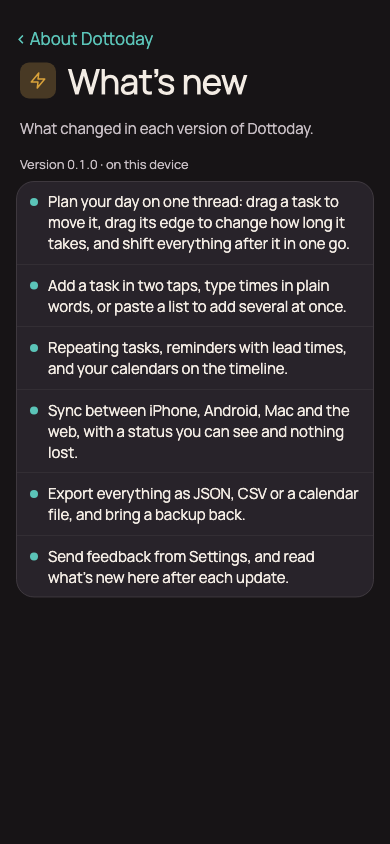 ‹ About Dottoday
What's new
What changed in each version of Dottoday.
Version 0.1.0 · on this device
Plan your day on one thread: drag a task to
move it, drag its edge to change how long it
takes, and shift everything after it in one go.
Add a task in two taps, type times in plain
words, or paste a list to add several at once.
Repeating tasks, reminders with lead times,
and your calendars on the timeline.
Sync between iPhone, Android, Mac and the
web, with a status you can see and nothing
lost.
Export everything as JSON, CSV or a calendar
file, and bring a backup back.
Send feedback from Settings, and read
what's new here after each update.